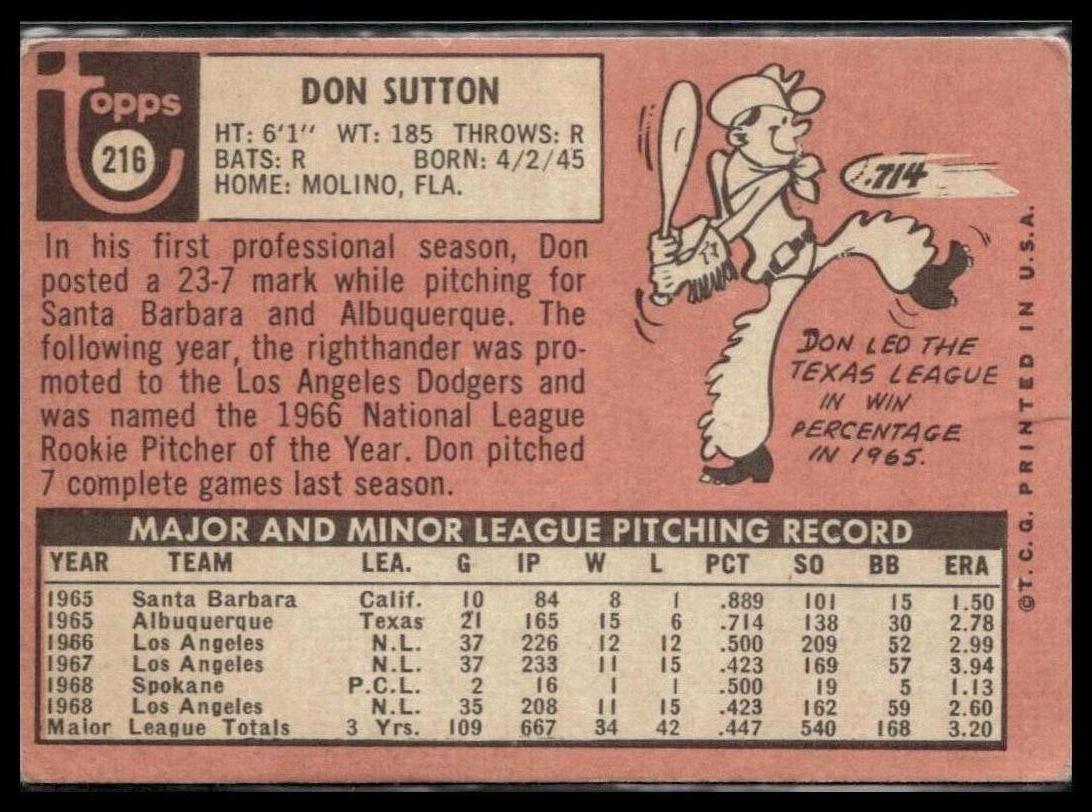 Topps
216
DON SUTTON
HT: 6'1" WT: 185 THROWS: R
BATS: R BORN: 4/2/45
HOME: MOLINO, FLA.
In his first professional season, Don
posted a 23-7 mark while pitching for
Santa Barbara and Albuquerque. The
following year, the righthander was pro-
moted to the Los Angeles Dodgers and
was named the 1966 National League
Rookie Pitcher of the Year. Don pitched
7 complete games last season.
.714
DON LED THE
TEXAS LEAGUE
IN WIN
PERCENTAGE
IN 1965.
©T. C. G. PRINTED IN U.S.A.
MAJOR AND MINOR LEAGUE PITCHING RECORD
YEAR TEAM LEA. G IP W L PCT SO BB ERA
1965 Santa Barbara Calif. 10 84 8 1 .889 101 15 1.50
1965 Albuquerque Texas 21 165 15 6 .714 138 30 2.78
1966 Los Angeles N.L. 37 226 12 12 .500 209 52 2.99
1967 Los Angeles N.L. 37 233 11 15 .423 169 57 3.94
1968 Spokane P.C.L. 2 16 1 1 .500 19 5 1.13
1968 Los Angeles N.L. 35 208 11 15 .423 162 59 2.60
Major League Totals 3 Yrs. 109 667 34 42 .447 540 168 3.20